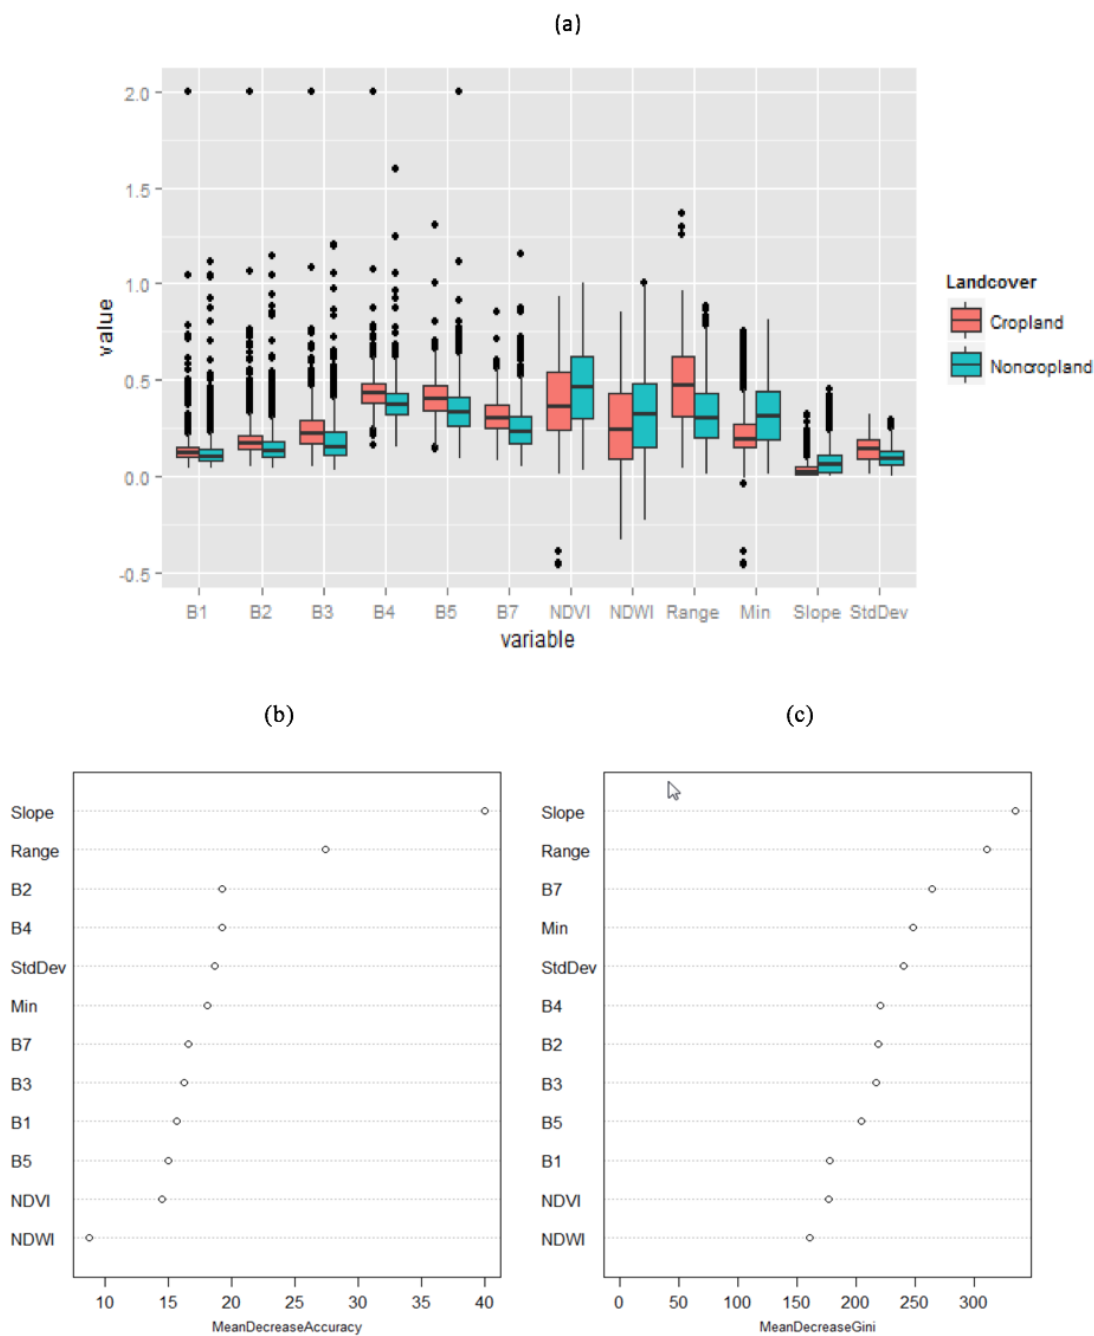 (a)
2.0
1.5
1.0
0.5
0.0
-0.5
value
B1 B2 B3 B4 B5 B7 NDVI NDWI Range Min Slope StdDev
variable
Landcover
Cropland
Noncropland
(b)
Slope
Range
B2
B4
StdDev
Min
B7
B3
B1
B5
NDVI
NDWI
10 15 20 25 30 35 40
MeanDecreaseAccuracy
(c)
Slope
Range
B7
Min
StdDev
B4
B2
B3
B5
B1
NDVI
NDWI
0 50 100 150 200 250 300
MeanDecreaseGini